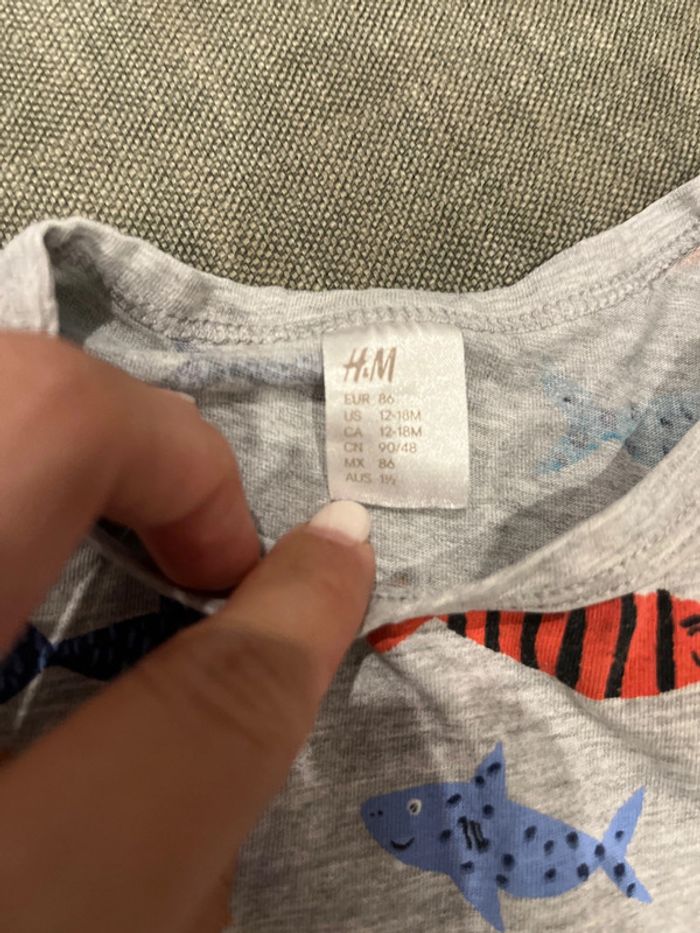 H&M
EUR 86
US 12-18M
CA 12-18M
CN 90/48
MX 86
AUS 1½